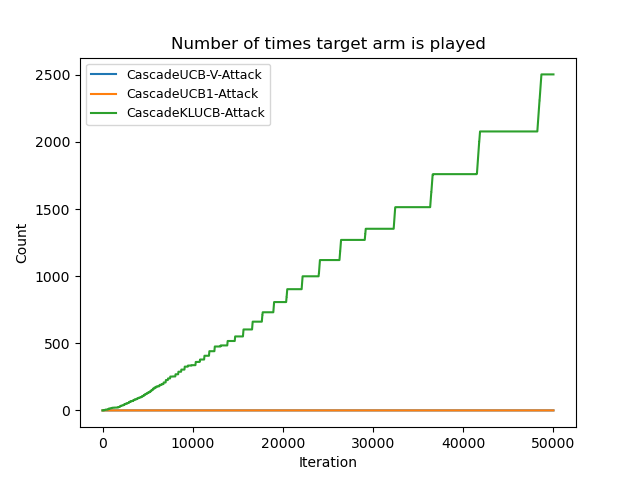 Number of times target arm is played
CascadeUCB-V-Attack
CascadeUCB1-Attack
CascadeKLUCB-Attack
2500
2000
1500
1000
500
0
Count
0 10000 20000 30000 40000 50000
Iteration